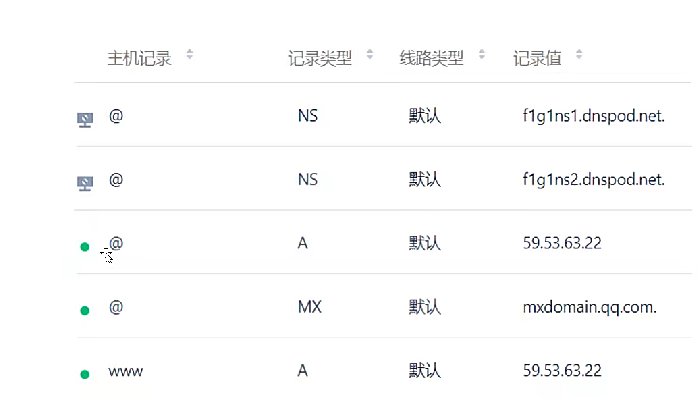 主机记录 记录类型 线路类型 记录值
@ NS 默认 f1g1ns1.dnspod.net.
@ NS 默认 f1g1ns2.dnspod.net.
@ A 默认 59.53.63.22
@ MX 默认 mxdomain.qq.com.
www A 默认 59.53.63.22